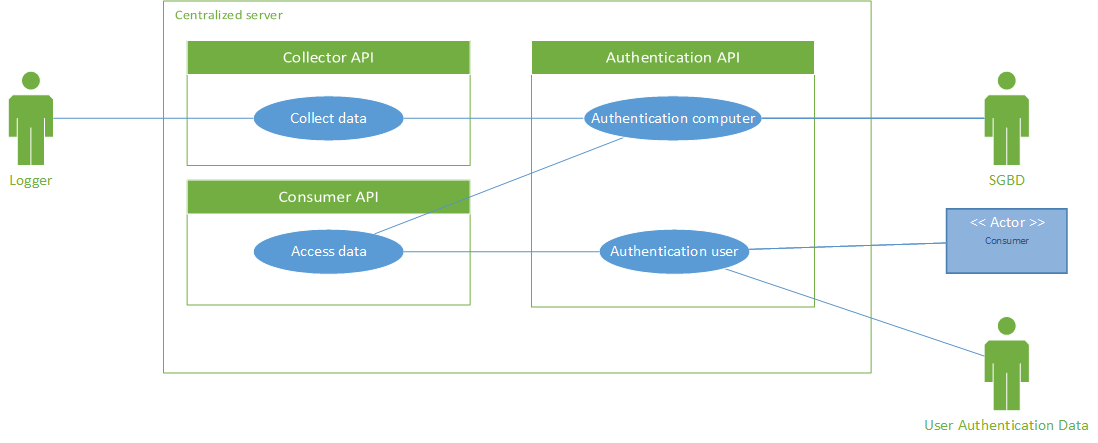 Centralized server
Collector API
Authentication API
Collect data
Authentication computer
Logger
SGBD
Consumer API
<< Actor >>
Consumer
Access data
Authentication user
User Authentication Data